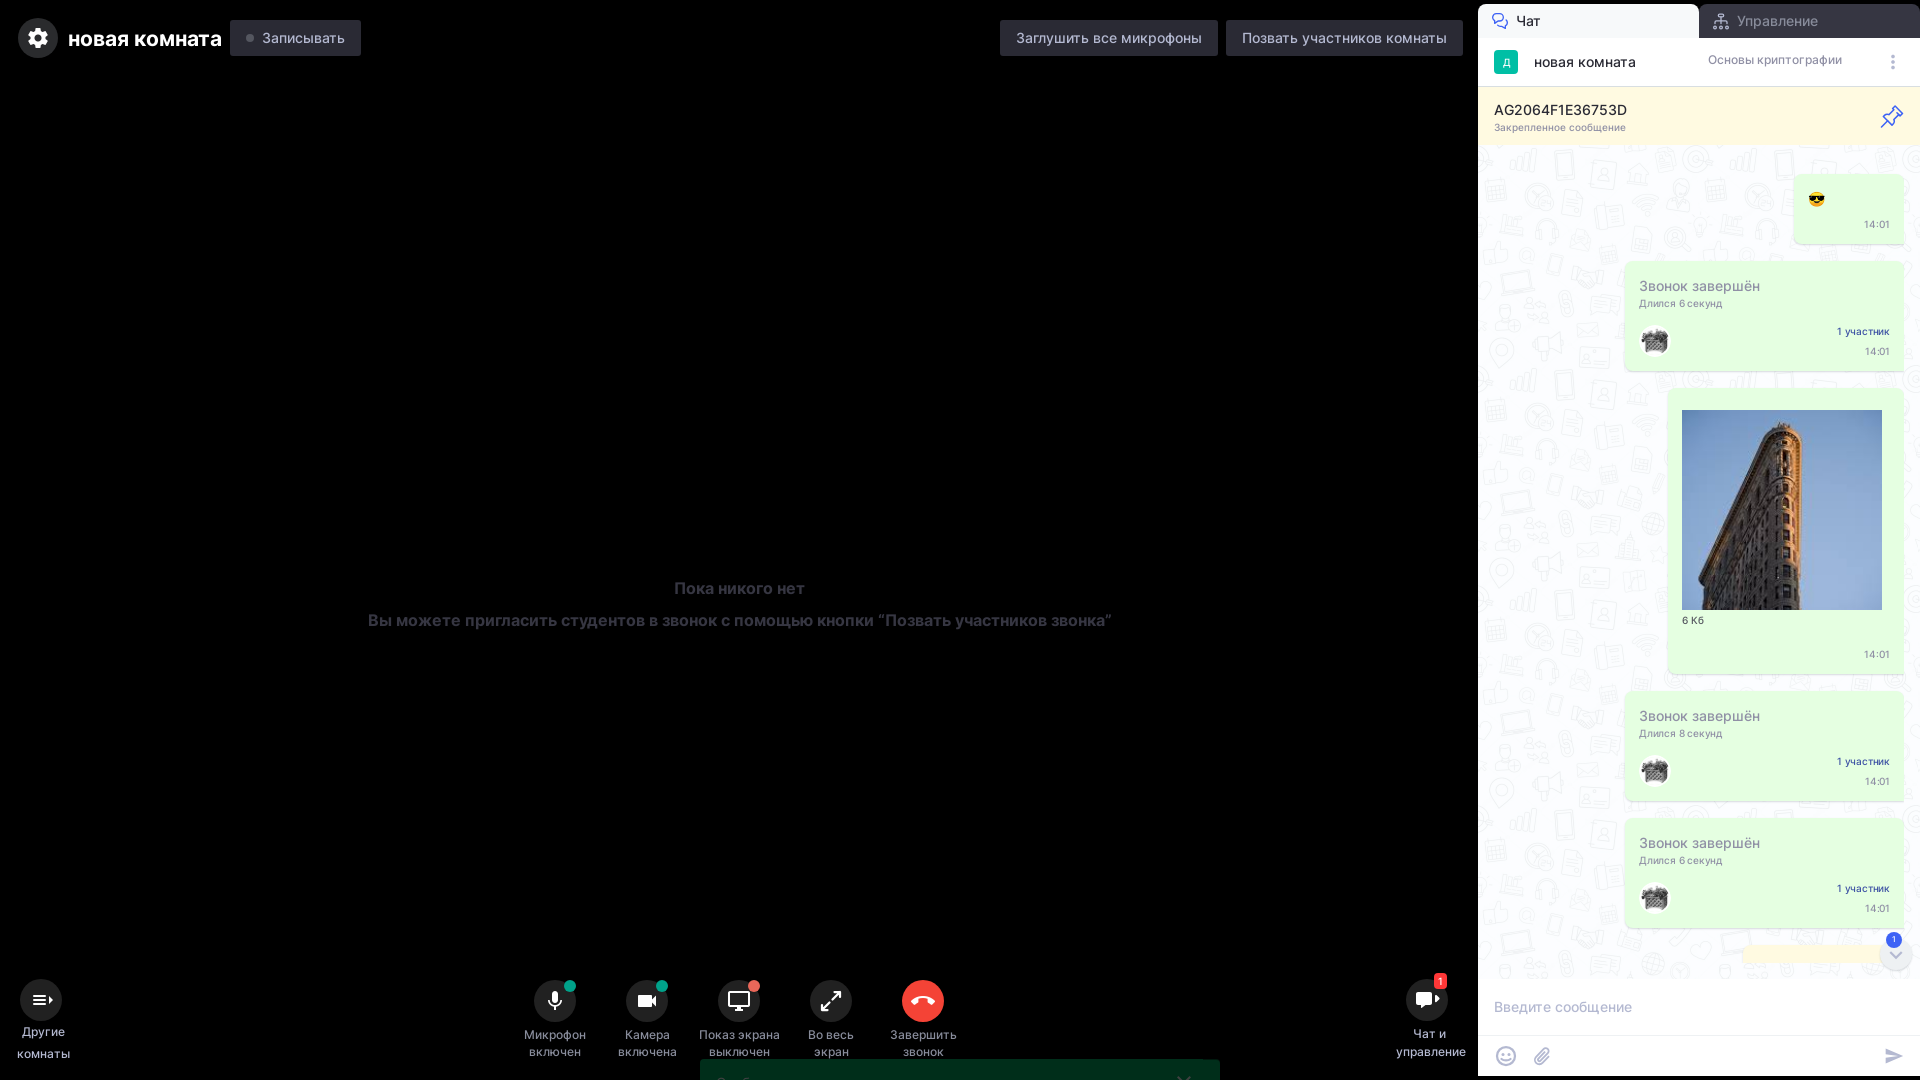 новая комната
Записывать
Заглушить все микрофоны
Позвать участников комнаты
Чат
Управление
Д
новая комната
Основы криптографии
AG2064F1E36753D
Закрепленное сообщение
14:01
Звонок завершён
Длился 6 секунд
1 участник
14:01
6 Кб
14:01
Звонок завершён
Длился 8 секунд
1 участник
14:01
Звонок завершён
Длился 6 секунд
1 участник
14:01
1
Введите сообщение
Пока никого нет
Вы можете пригласить студентов в звонок с помощью кнопки “Позвать участников звонка”
Другие
комнаты
Микрофон
включен
Камера
включена
Показ экрана
выключен
Во весь
экран
Завершить
звонок
1
Чат и
управление